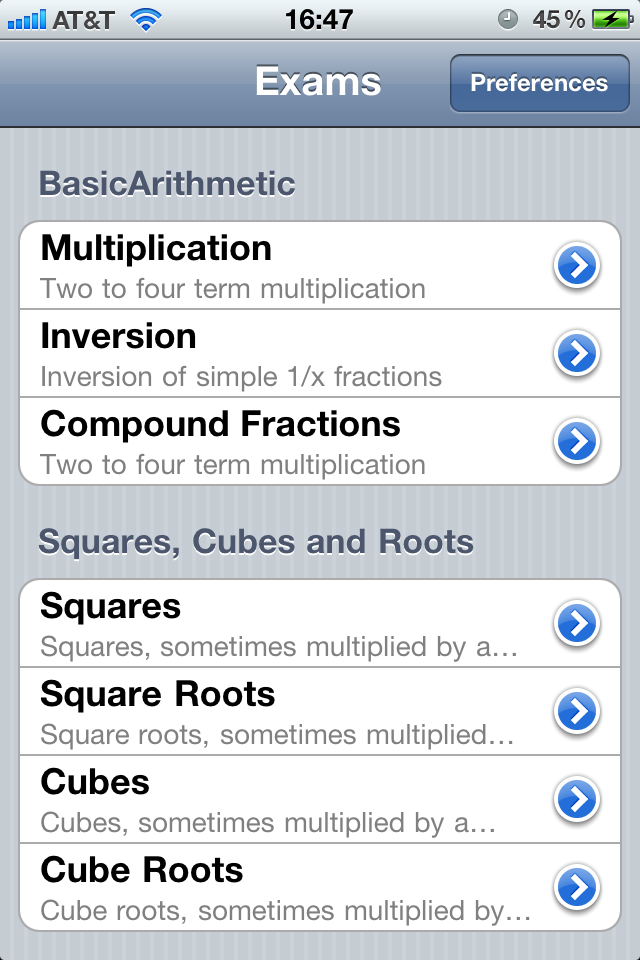 AT&T 16:47 45%
Exams Preferences
BasicArithmetic
Multiplication
Two to four term multiplication
Inversion
Inversion of simple 1/x fractions
Compound Fractions
Two to four term multiplication
Squares, Cubes and Roots
Squares
Squares, sometimes multiplied by a...
Square Roots
Square roots, sometimes multiplied...
Cubes
Cubes, sometimes multiplied by a...
Cube Roots
Cube roots, sometimes multiplied by...